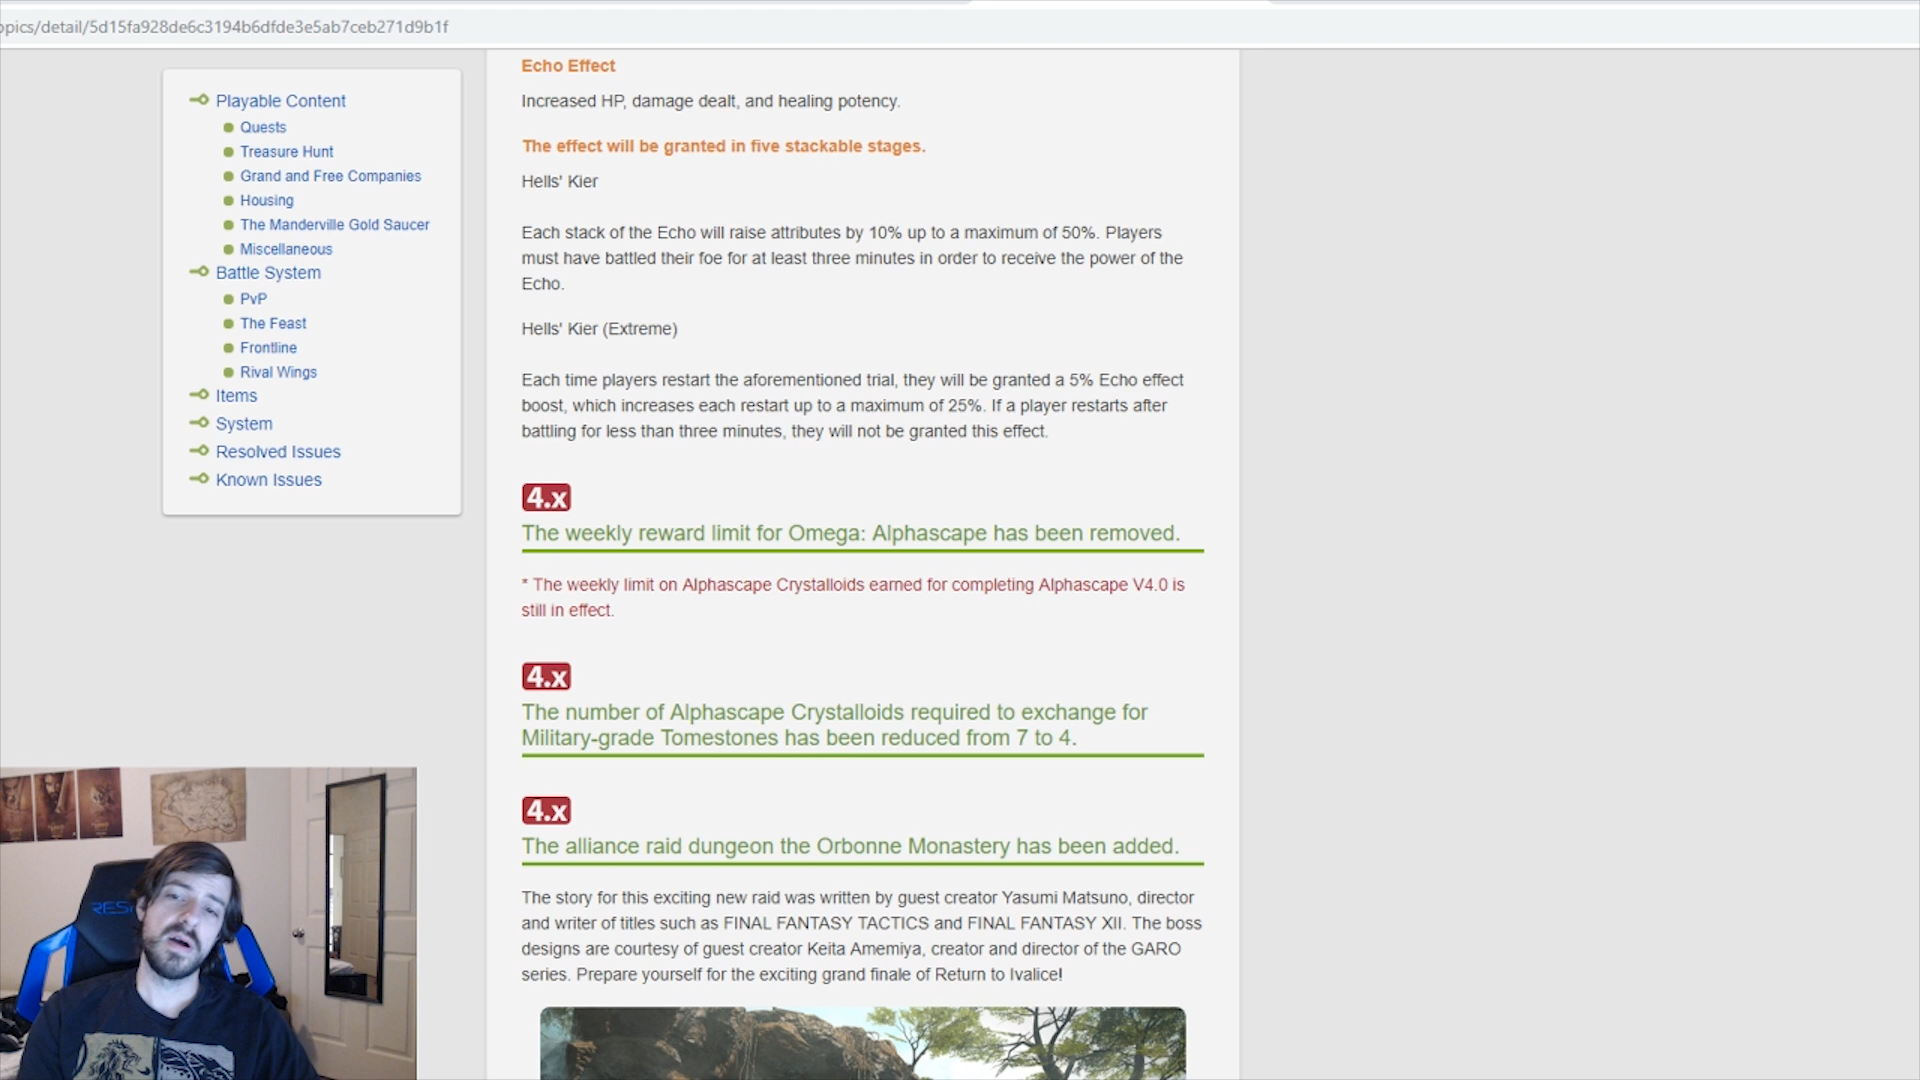 opics/detail/5d15fa928de6c3194b6dfde3e5ab7ceb271d9b1f
Playable Content
Quests
Treasure Hunt
Grand and Free Companies
Housing
The Manderville Gold Saucer
Miscellaneous
Battle System
PvP
The Feast
Frontline
Rival Wings
Items
System
Resolved Issues
Known Issues
Echo Effect
Increased HP, damage dealt, and healing potency.
The effect will be granted in five stackable stages.
Hells' Kier
Each stack of the Echo will raise attributes by 10% up to a maximum of 50%. Players
must have battled their foe for at least three minutes in order to receive the power of the
Echo.
Hells' Kier (Extreme)
Each time players restart the aforementioned trial, they will be granted a 5% Echo effect
boost, which increases each restart up to a maximum of 25%. If a player restarts after
battling for less than three minutes, they will not be granted this effect.
4.x
The weekly reward limit for Omega: Alphascape has been removed.
* The weekly limit on Alphascape Crystalloids earned for completing Alphascape V4.0 is
still in effect.
4.x
The number of Alphascape Crystalloids required to exchange for
Military-grade Tomestones has been reduced from 7 to 4.
4.x
The alliance raid dungeon the Orbonne Monastery has been added.
The story for this exciting new raid was written by guest creator Yasumi Matsuno, director
and writer of titles such as FINAL FANTASY TACTICS and FINAL FANTASY XII. The boss
designs are courtesy of guest creator Keita Amemiya, creator and director of the GARO
series. Prepare yourself for the exciting grand finale of Return to Ivalice!